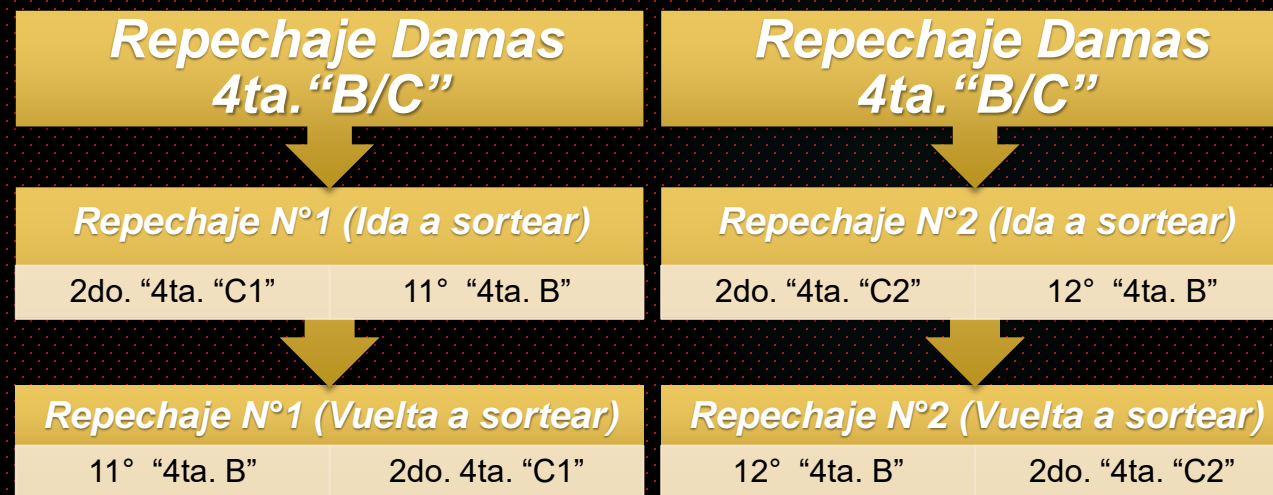 Repechaje Damas
4ta.“B/C”
Repechaje N°1 (Ida a sortear)
2do. “4ta. “C1” 11° “4ta. B”
Repechaje N°1 (Vuelta a sortear)
11° “4ta. B” 2do. 4ta. “C1”
Repechaje Damas
4ta.“B/C”
Repechaje N°2 (Ida a sortear)
2do. “4ta. “C2” 12° “4ta. B”
Repechaje N°2 (Vuelta a sortear)
12° “4ta. B” 2do. “4ta. “C2”